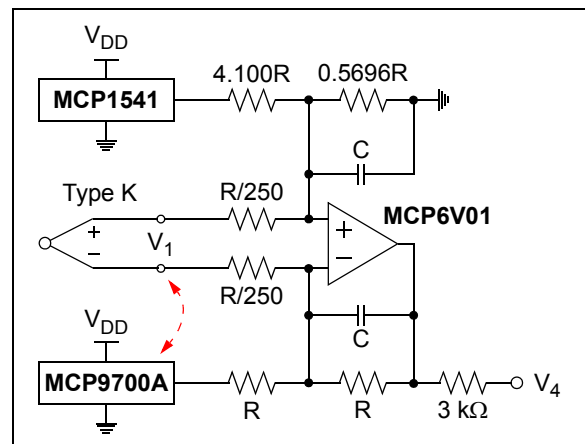 V_DD
4.100R 0.5696R
MCP1541
C
Type K
R/250
MCP6V01
+
+
V_1
−
−
R/250
V_DD
C
MCP9700A
V_4
R R 3 kΩ